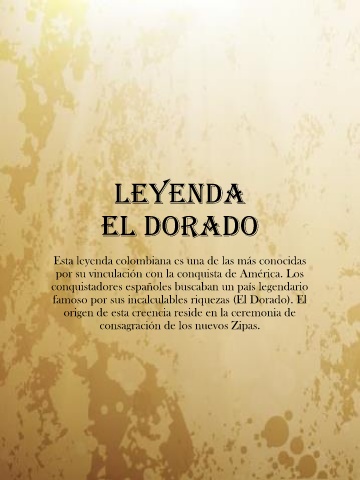 LEYENDA
EL DORADO
Esta leyenda colombiana es una de las más conocidas
por su vinculación con la conquista de América. Los
conquistadores españoles buscaban un país legendario
famoso por sus incalculables riquezas (El Dorado). El
origen de esta creencia reside en la ceremonia de
consagración de los nuevos Zipas.